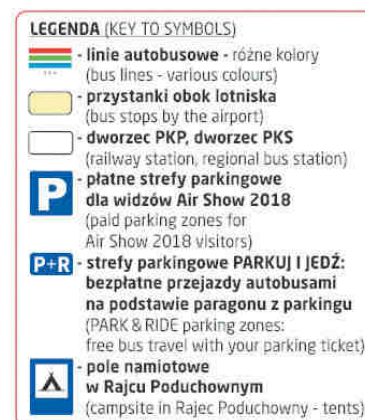 LEGENDA (KEY TO SYMBOLS)
- linie autobusowe - różne kolory
(bus lines - various colours)
- przystanki obok lotniska
(bus stops by the airport)
- dworzec PKP, dworzec PKS
(railway station, regional bus station)
P - płatne strefy parkingowe
dla widzów Air Show 2018
(paid parking zones for
Air Show 2018 visitors)
P+R - strefy parkingowe PARKUJ I JEDŹ:
bezpłatne przejazdy autobusami
na podstawie paragonu z parkingu
(PARK & RIDE parking zones:
free bus travel with your parking ticket)
- pole namiotowe
w Rajcu Poduchownym
(campsite in Rajec Poduchowny - tents)